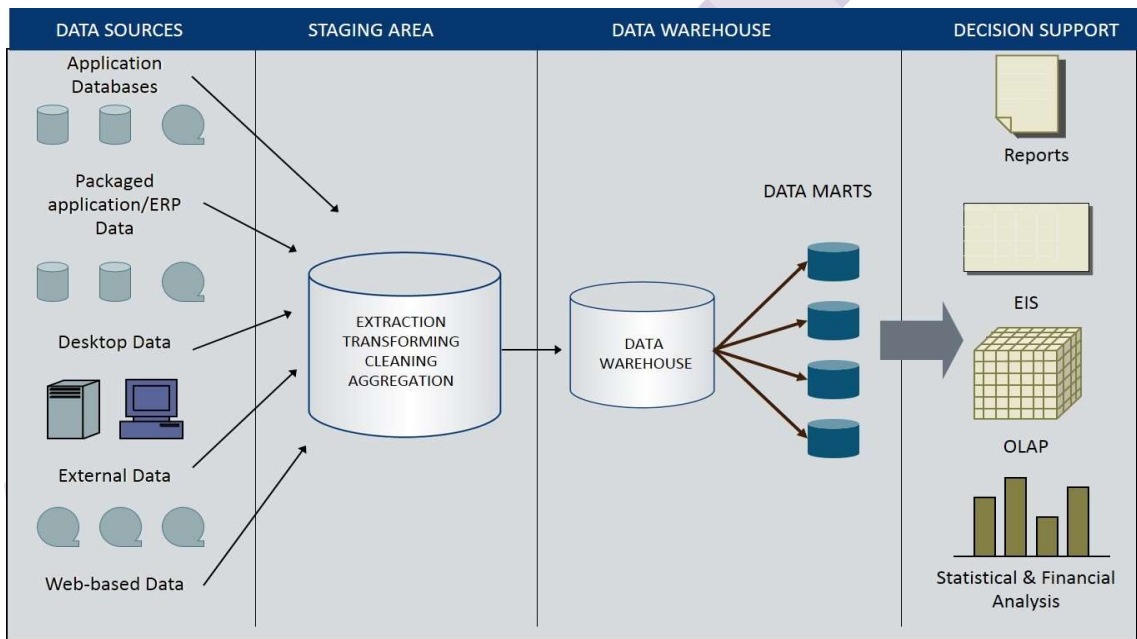 DATA SOURCES
STAGING AREA
DATA WAREHOUSE
DECISION SUPPORT
Application
Databases
Packaged
application/ERP
Data
Desktop Data
External Data
Web-based Data
EXTRACTION
TRANSFORMING
CLEANING
AGGREGATION
DATA
WAREHOUSE
DATA MARTS
Reports
EIS
OLAP
Statistical & Financial
Analysis